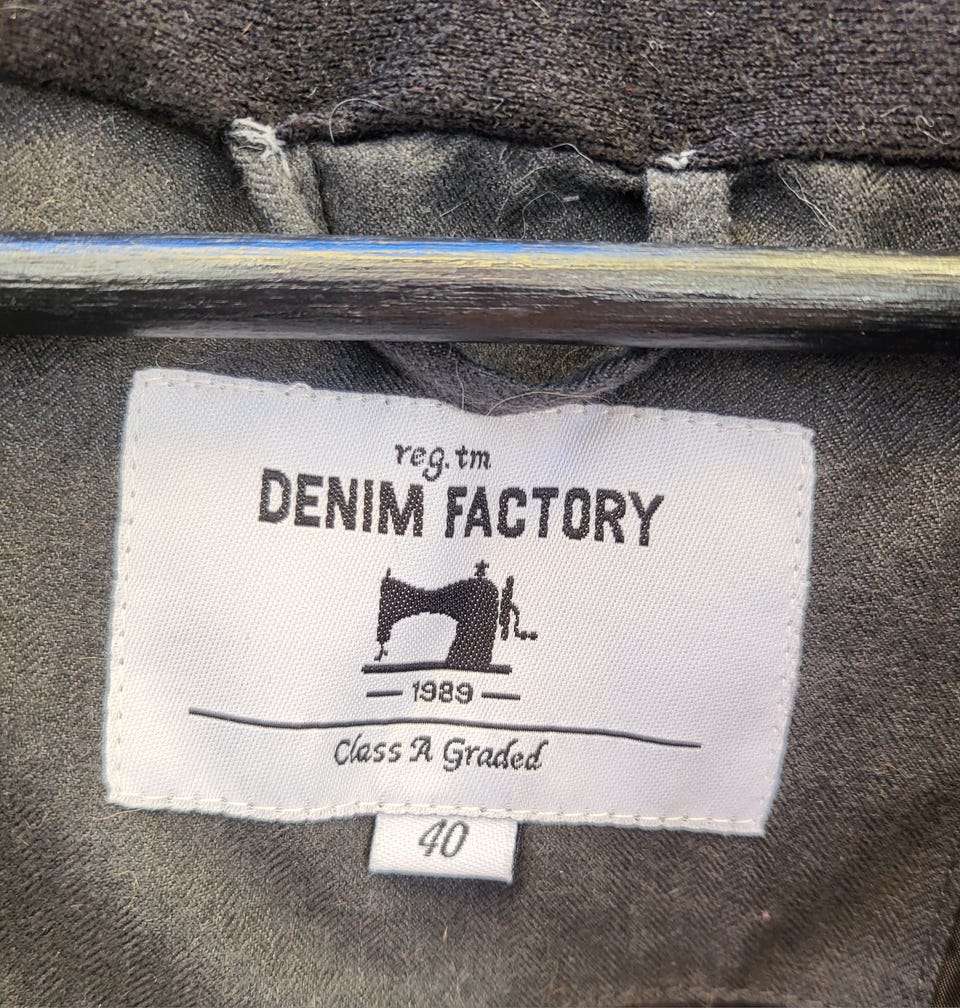 reg.tm
DENIM FACTORY
— 1989 —
Class A Graded
40